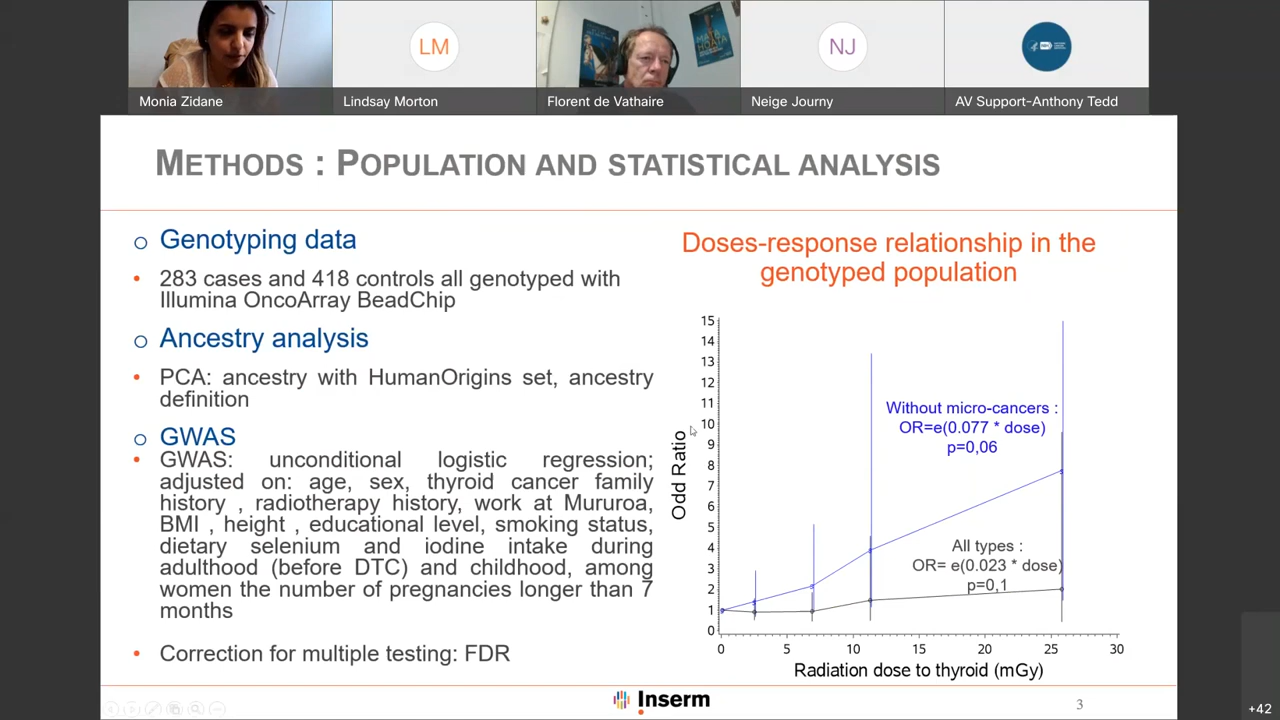 LM
NJ
Monia Zidane
Lindsay Morton
Florent de Vathaire
Neige Journy
AV Support-Anthony Tedd
METHODS : POPULATION AND STATISTICAL ANALYSIS
Genotyping data
283 cases and 418 controls all genotyped with
Illumina OncoArray BeadChip
Ancestry analysis
PCA: ancestry with HumanOrigins set, ancestry
definition
GWAS
GWAS: unconditional logistic regression;
adjusted on: age, sex, thyroid cancer family
history , radiotherapy history, work at Mururoa,
BMI , height , educational level, smoking status,
dietary selenium and iodine intake during
adulthood (before DTC) and childhood, among
women the number of pregnancies longer than 7
months
Correction for multiple testing: FDR
Doses-response relationship in the
genotyped population
15
14
13
12
11
10
9
8
7
6
5
4
3
2
1
0
Odd Ratio
Without micro-cancers :
OR=e(0.077 * dose)
p=0,06
All types :
OR= e(0.023 * dose)
p=0,1
0 5 10 15 20 25 30
Radiation dose to thyroid (mGy)
Inserm
3
+42